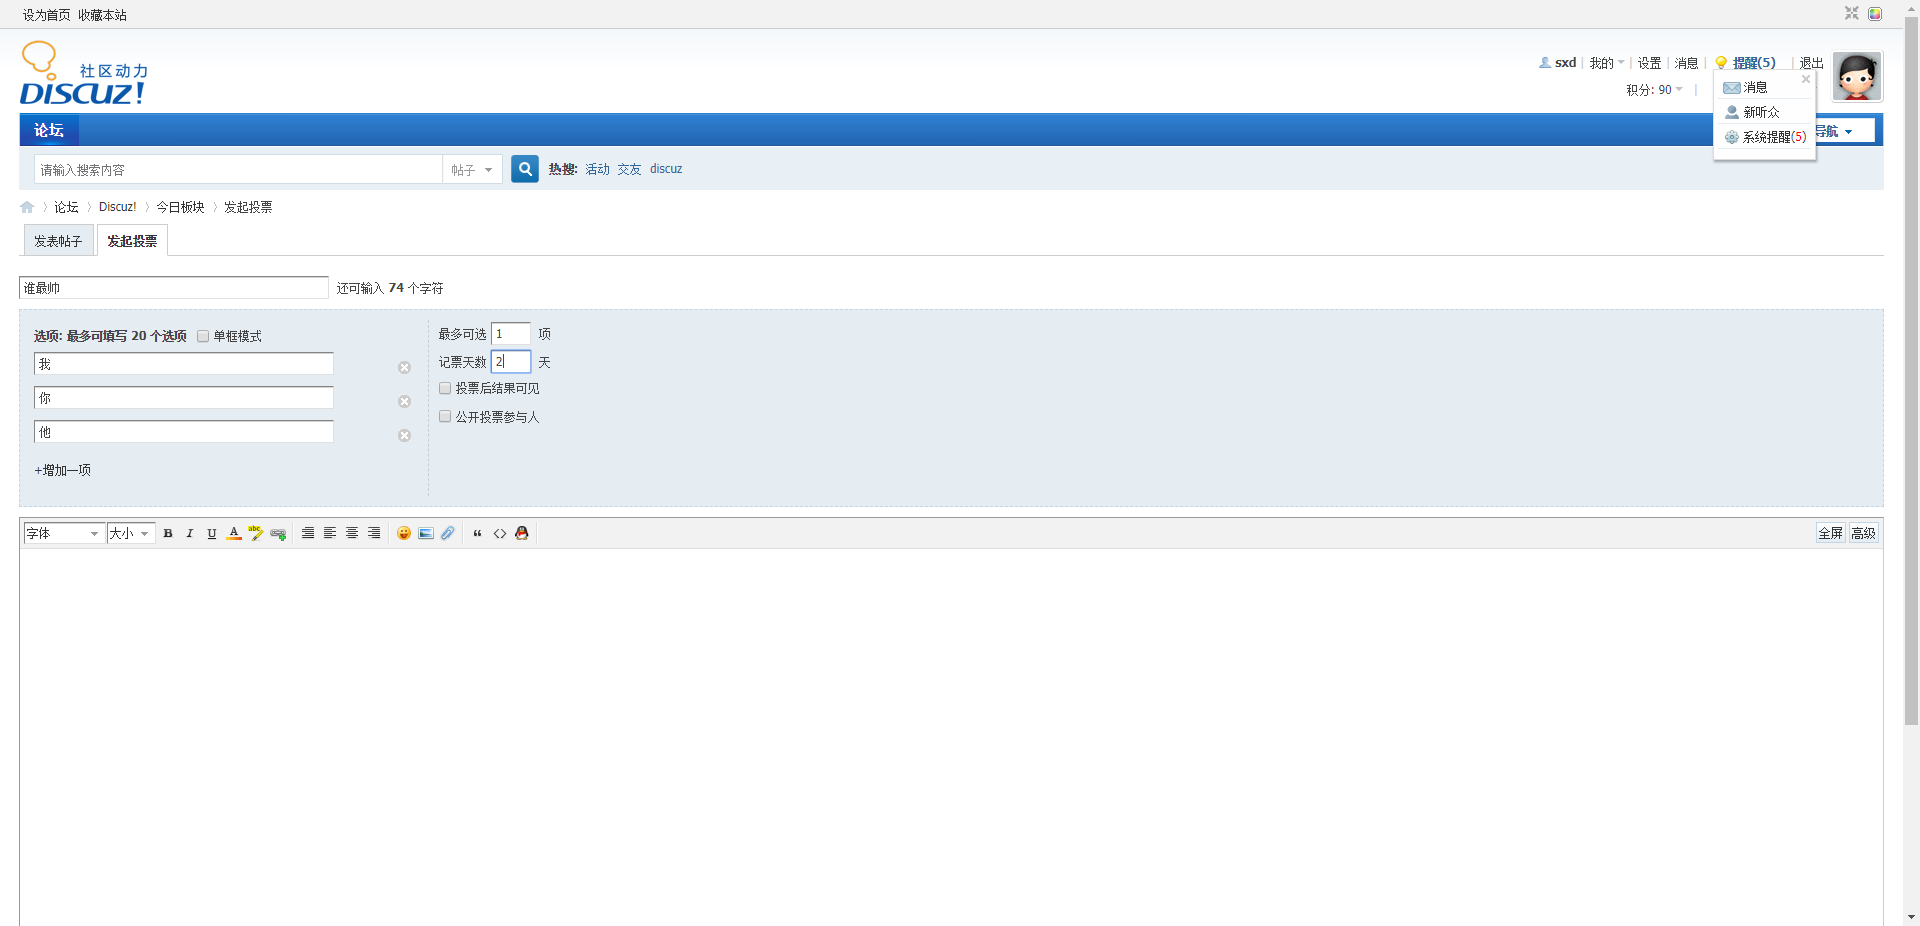 设为首页 收藏本站
社区动力
DISCUZ!
sxd 我的 设置 消息 提醒(5) 退出
积分: 90
消息
新听众
系统提醒(5)
论坛
导航
请输入搜索内容 帖子 热搜: 活动 交友 discuz
论坛 Discuz! 今日板块 发起投票
发表帖子 发起投票
谁最帅 还可输入 74 个字符
选项: 最多可填写 20 个选项 单框模式
我
你
他
+增加一项
最多可选 1 项
记票天数 2 天
投票后结果可见
公开投票参与人
字体 大小 B I U A abc 全屏 高级